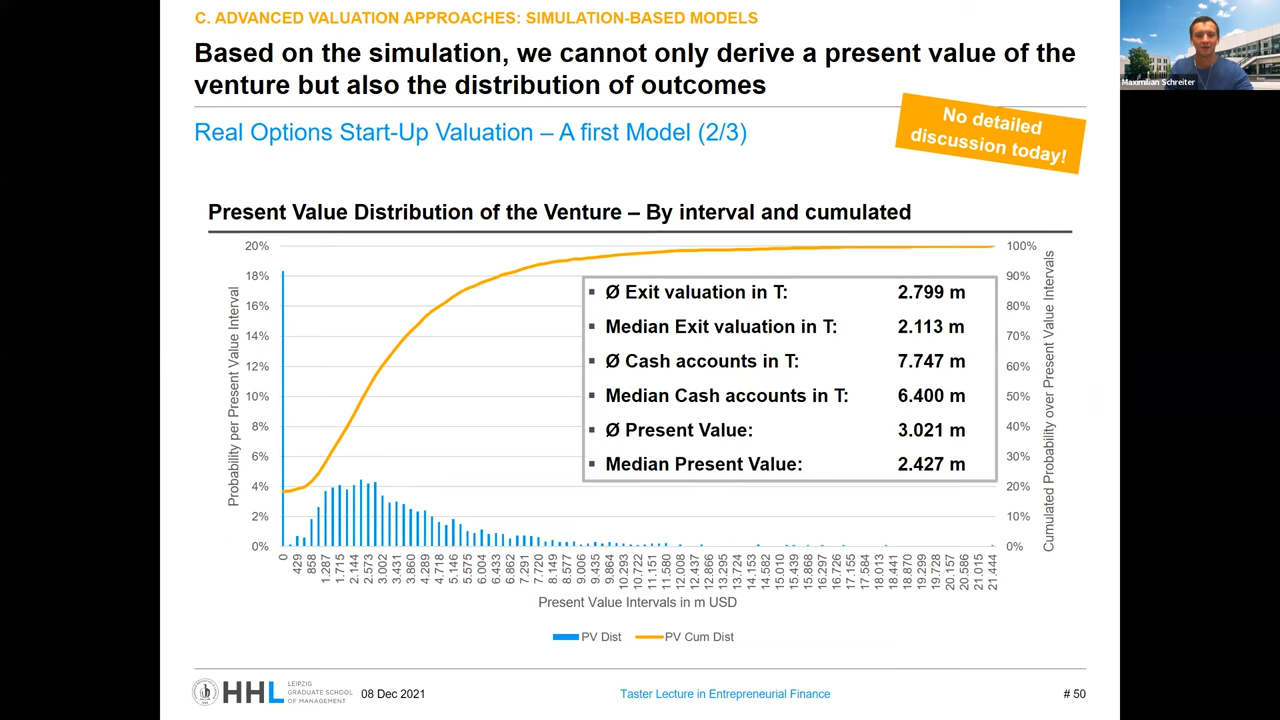 C. ADVANCED VALUATION APPROACHES: SIMULATION-BASED MODELS
Based on the simulation, we cannot only derive a present value of the
venture but also the distribution of outcomes
Real Options Start-Up Valuation – A first Model (2/3)
No detailed
discussion today!
Maximilian Schreiter
Present Value Distribution of the Venture – By interval and cumulated
Probability per Present Value Interval
20%
18%
16%
14%
12%
10%
8%
6%
4%
2%
0%
▪ Ø Exit valuation in T: 2.799 m
▪ Median Exit valuation in T: 2.113 m
▪ Ø Cash accounts in T: 7.747 m
▪ Median Cash accounts in T: 6.400 m
▪ Ø Present Value: 3.021 m
▪ Median Present Value: 2.427 m
100%
90%
80%
70%
60%
50%
40%
30%
20%
10%
0%
Cumulated Probability over Present Value Intervals
0
429
858
1.287
1.715
2.144
2.573
3.002
3.431
3.860
4.289
4.718
5.146
5.575
6.004
6.433
6.862
7.291
7.720
8.149
8.577
9.006
9.435
9.864
10.293
10.722
11.151
11.580
12.008
12.437
12.866
13.295
13.724
14.153
14.582
15.010
15.439
15.868
16.297
16.726
17.155
17.584
18.013
18.441
18.870
19.299
19.728
20.157
20.586
21.015
21.444
Present Value Intervals in m USD
PV Dist
PV Cum Dist
HHL
LEIPZIG
GRADUATE SCHOOL
OF MANAGEMENT
08 Dec 2021
Taster Lecture in Entrepreneurial Finance
# 50